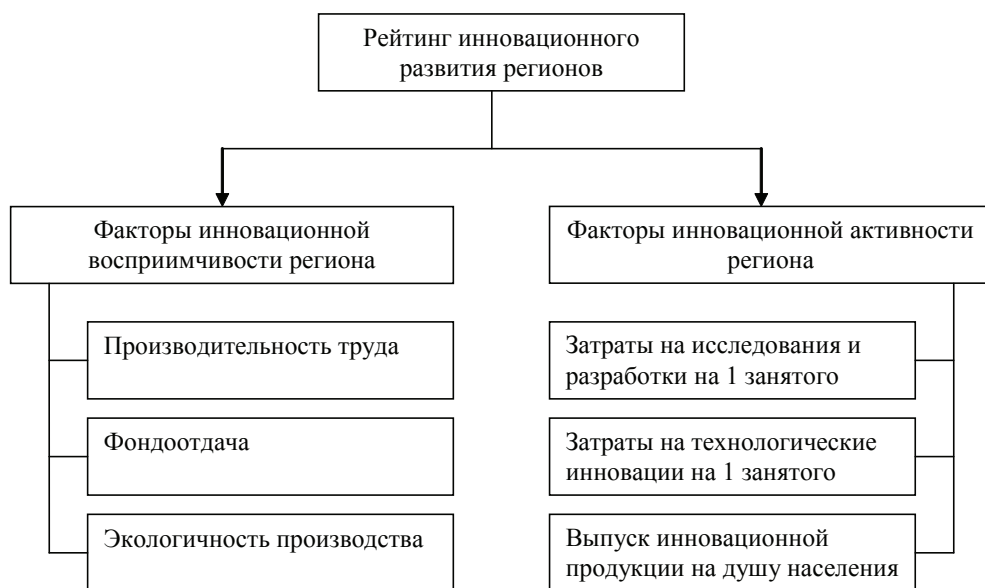 Рейтинг инновационного
развития регионов
Факторы инновационной
восприимчивости региона
Факторы инновационной активности
региона
Производительность труда
Фондоотдача
Экологичность производства
Затраты на исследования и
разработки на 1 занятого
Затраты на технологические
инновации на 1 занятого
Выпуск инновационной
продукции на душу населения